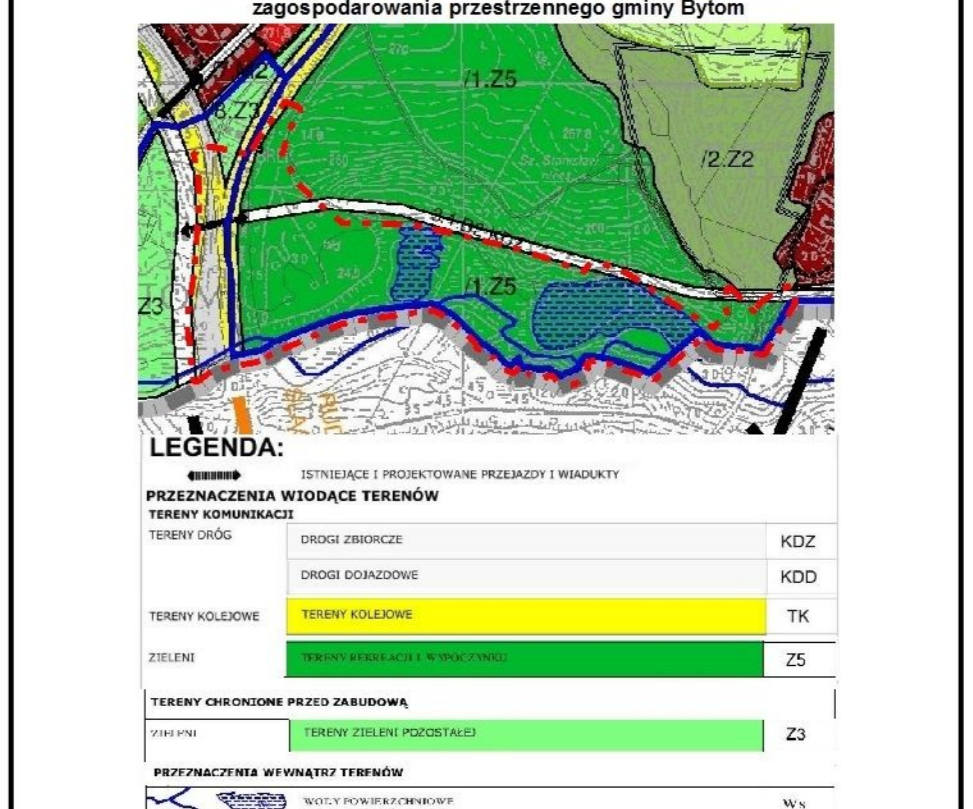 zagospodarowania przestrzennego gminy Bytom
/1.Z5
/2.Z2
/1.Z5
Z3
LEGENDA:
ISTNIEJĄCE I PROJEKTOWANE PRZEJAZDY I WIADUKTY
PRZEZNACZENIA WIODĄCE TERENÓW
TERENY KOMUNIKACJI
TERENY DRÓG DROGI ZBIORCZE KDZ
DROGI DOJAZDOWE KDD
TERENY KOLEJOWE TERENY KOLEJOWE TK
ZIELENI TERENY REKREACJI I WYPOCZYNKU Z5
TERENY CHRONIONE PRZED ZABUDOWĄ
ZIELENI TERENY ZIELENI POZOSTAŁEJ Z3
PRZEZNACZENIA WEWNĄTRZ TERENÓW
WODY POWIERZCHNIOWE Ws